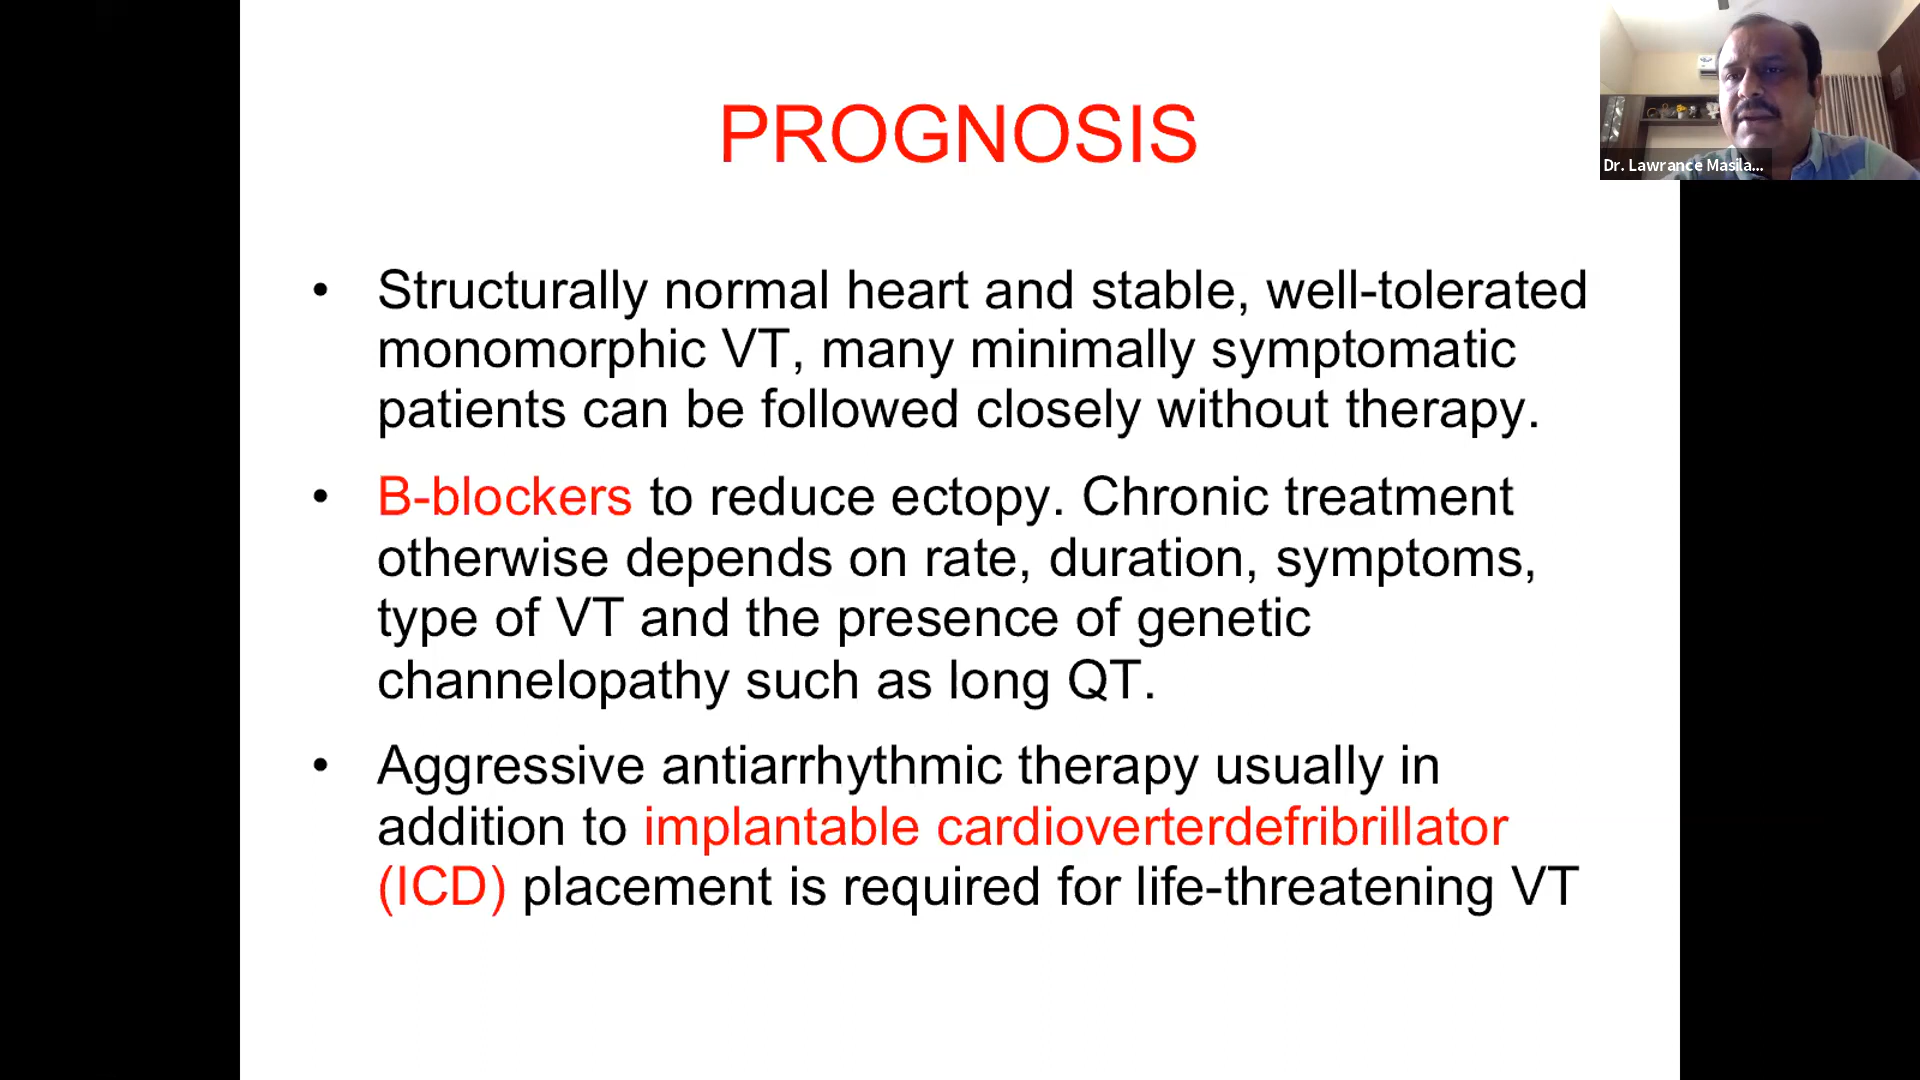 PROGNOSIS
Dr. Lawrance Masila...
• Structurally normal heart and stable, well-tolerated
monomorphic VT, many minimally symptomatic
patients can be followed closely without therapy.
• B-blockers to reduce ectopy. Chronic treatment
otherwise depends on rate, duration, symptoms,
type of VT and the presence of genetic
channelopathy such as long QT.
• Aggressive antiarrhythmic therapy usually in
addition to implantable cardioverterdefribrillator
(ICD) placement is required for life-threatening VT